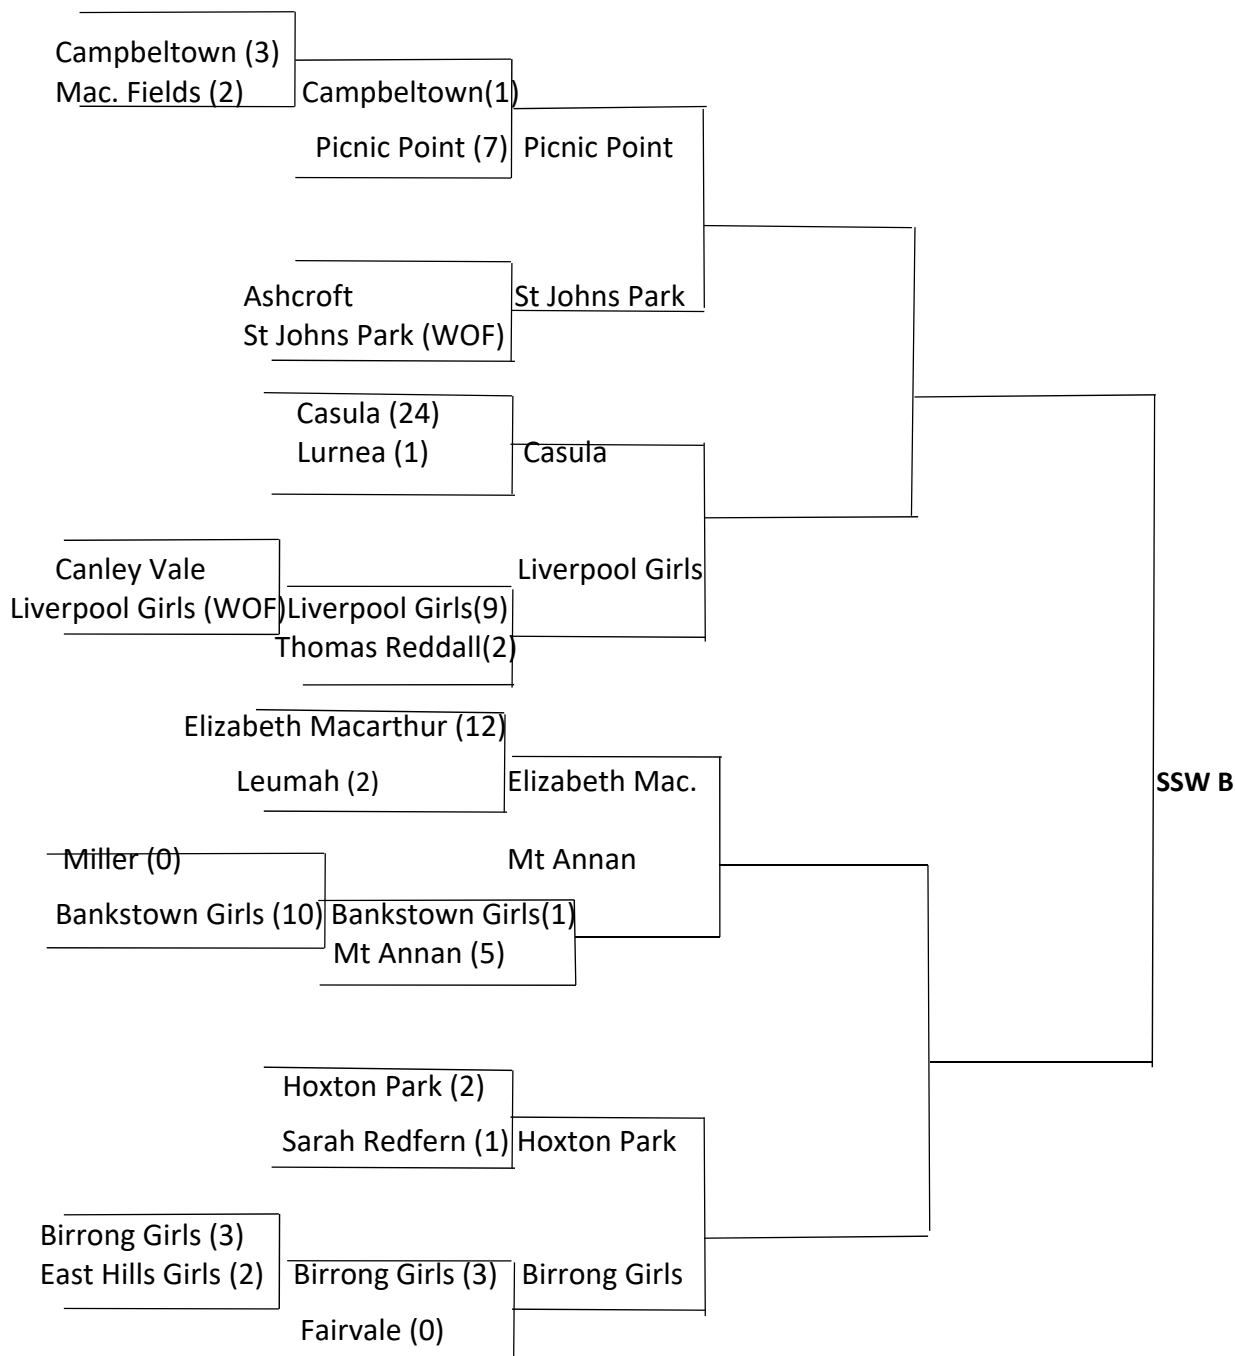 Campbeltown (3)
Mac. Fields (2) Campbeltown(1)
Picnic Point (7) Picnic Point
Ashcroft St Johns Park
St Johns Park (WOF)
Casula (24)
Lurnea (1) Casula
Canley Vale Liverpool Girls
Liverpool Girls (WOF) Liverpool Girls(9)
Thomas Reddall(2)
Elizabeth Macarthur (12)
Leumah (2) Elizabeth Mac. SSW B
Miller (0) Mt Annan
Bankstown Girls (10) Bankstown Girls(1)
Mt Annan (5)
Hoxton Park (2)
Sarah Redfern (1) Hoxton Park
Birrong Girls (3)
East Hills Girls (2) Birrong Girls (3) Birrong Girls
Fairvale (0)